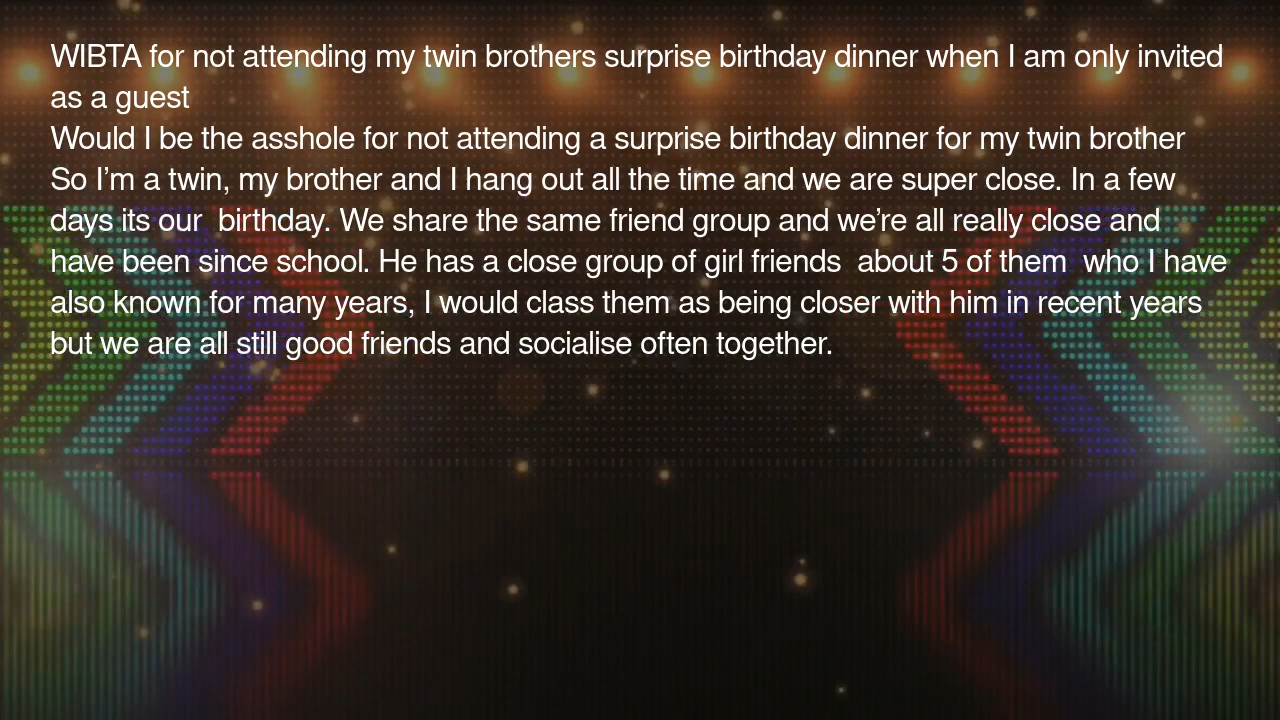 WIBTA for not attending my twin brothers surprise birthday dinner when I am only invited
as a guest
Would I be the asshole for not attending a surprise birthday dinner for my twin brother
So I’m a twin, my brother and I hang out all the time and we are super close. In a few
days its our  birthday. We share the same friend group and we’re all really close and
have been since school. He has a close group of girl friends  about 5 of them  who I have
also known for many years, I would class them as being closer with him in recent years
but we are all still good friends and socialise often together.